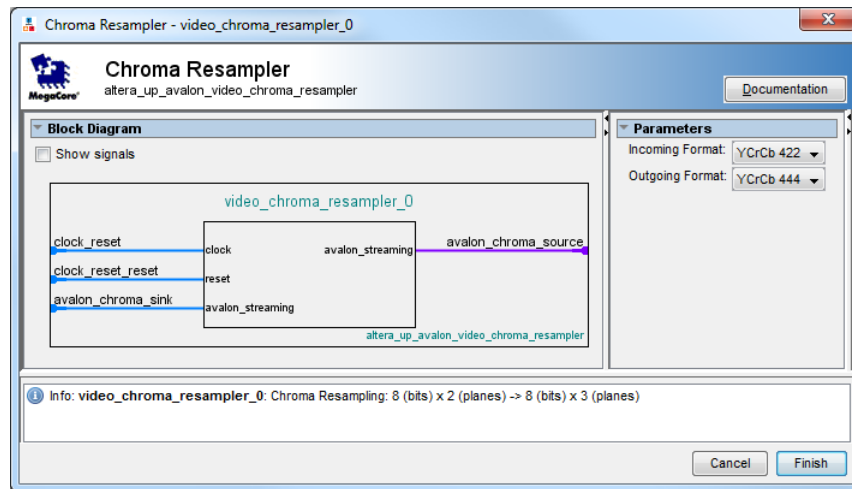 Chroma Resampler - video_chroma_resampler_0
MegaCore®
Chroma Resampler
altera_up_avalon_video_chroma_resampler
Documentation
Block Diagram
Show signals
video_chroma_resampler_0
clock_reset
clock
avalon_streaming
avalon_chroma_source
clock_reset_reset
reset
avalon_chroma_sink
avalon_streaming
altera_up_avalon_video_chroma_resampler
Parameters
Incoming Format: YCrCb 422
Outgoing Format: YCrCb 444
Info: video_chroma_resampler_0: Chroma Resampling: 8 (bits) x 2 (planes) -> 8 (bits) x 3 (planes)
Cancel Finish